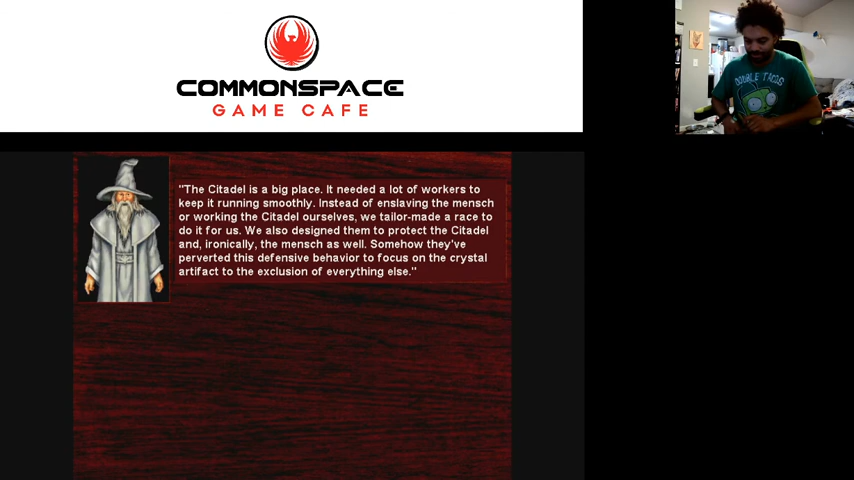 COMMONSPACE
GAME CAFE
DOUBLE TACOS
"The Citadel is a big place. It needed a lot of workers to
keep it running smoothly. Instead of enslaving the mensch
or working the Citadel ourselves, we tailor-made a race to
do it for us. We also designed them to protect the Citadel
and, ironically, the mensch as well. Somehow they've
perverted this defensive behavior to focus on the crystal
artifact to the exclusion of everything else."